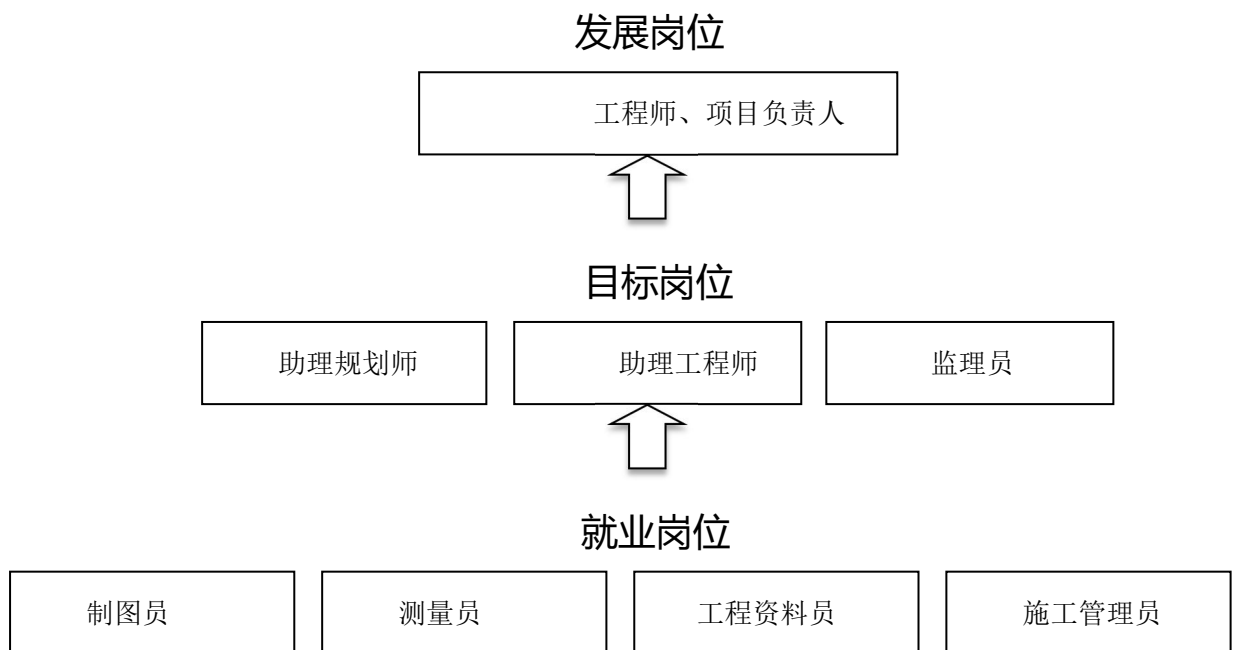 发展岗位
工程师、项目负责人
目标岗位
助理规划师
助理工程师
监理员
就业岗位
制图员
测量员
工程资料员
施工管理员